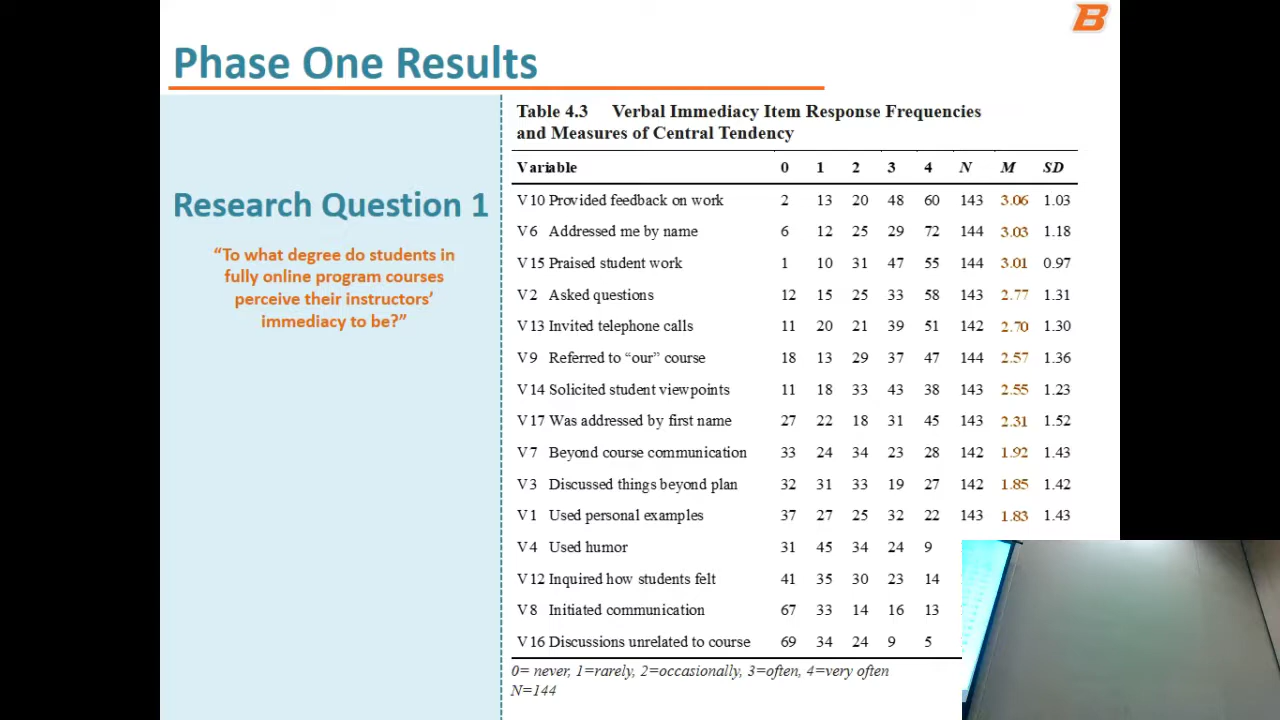 B
Phase One Results
Research Question 1
“To what degree do students in
fully online program courses
perceive their instructors’
immediacy to be?”
Table 4.3 Verbal Immediacy Item Response Frequencies
and Measures of Central Tendency
Variable 0 1 2 3 4 N M SD
V10 Provided feedback on work 2 13 20 48 60 143 3.06 1.03
V6 Addressed me by name 6 12 25 29 72 144 3.03 1.18
V15 Praised student work 1 10 31 47 55 144 3.01 0.97
V2 Asked questions 12 15 25 33 58 143 2.77 1.31
V13 Invited telephone calls 11 20 21 39 51 142 2.70 1.30
V9 Referred to “our” course 18 13 29 37 47 144 2.57 1.36
V14 Solicited student viewpoints 11 18 33 43 38 143 2.55 1.23
V17 Was addressed by first name 27 22 18 31 45 143 2.31 1.52
V7 Beyond course communication 33 24 34 23 28 142 1.92 1.43
V3 Discussed things beyond plan 32 31 33 19 27 142 1.85 1.42
V1 Used personal examples 37 27 25 32 22 143 1.83 1.43
V4 Used humor 31 45 34 24 9
V12 Inquired how students felt 41 35 30 23 14
V8 Initiated communication 67 33 14 16 13
V16 Discussions unrelated to course 69 34 24 9 5
0= never, 1=rarely, 2=occasionally, 3=often, 4=very often
N=144